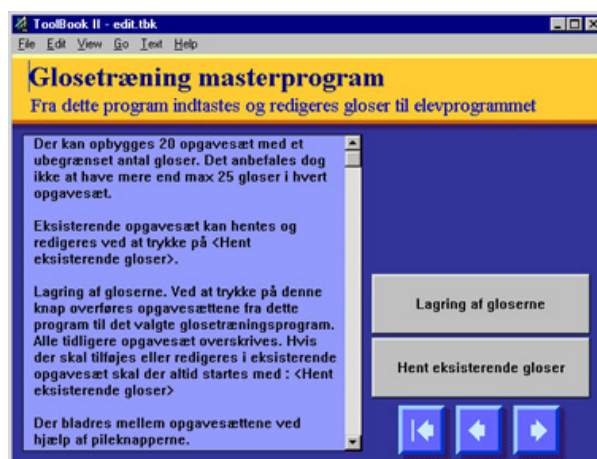 ToolBook II - edit.tbk
File Edit View Go Text Help
Glosetræning masterprogram
Fra dette program indtastes og redigeres gloser til elevprogrammet
Der kan opbygges 20 opgavesæt med et
ubegrænset antal gloser. Det anbefales dog
ikke at have mere end max 25 gloser i hvert
opgavesæt.
Eksisterende opgavesæt kan hentes og
redigeres ved at trykke på <Hent
eksisterende gloser>.
Lagring af gloserne. Ved at trykke på denne
knap overføres opgavesættene fra dette
program til det valgte glosetræningsprogram.
Alle tidligere opgavesæt overskrives. Hvis
der skal tilføjes eller redigeres i eksisterende
opgavesæt skal der altid startes med : <Hent
eksisterende gloser>
Der bladres mellem opgavesættene ved
hjælp af pileknapperne.
Lagring af gloserne
Hent eksisterende gloser